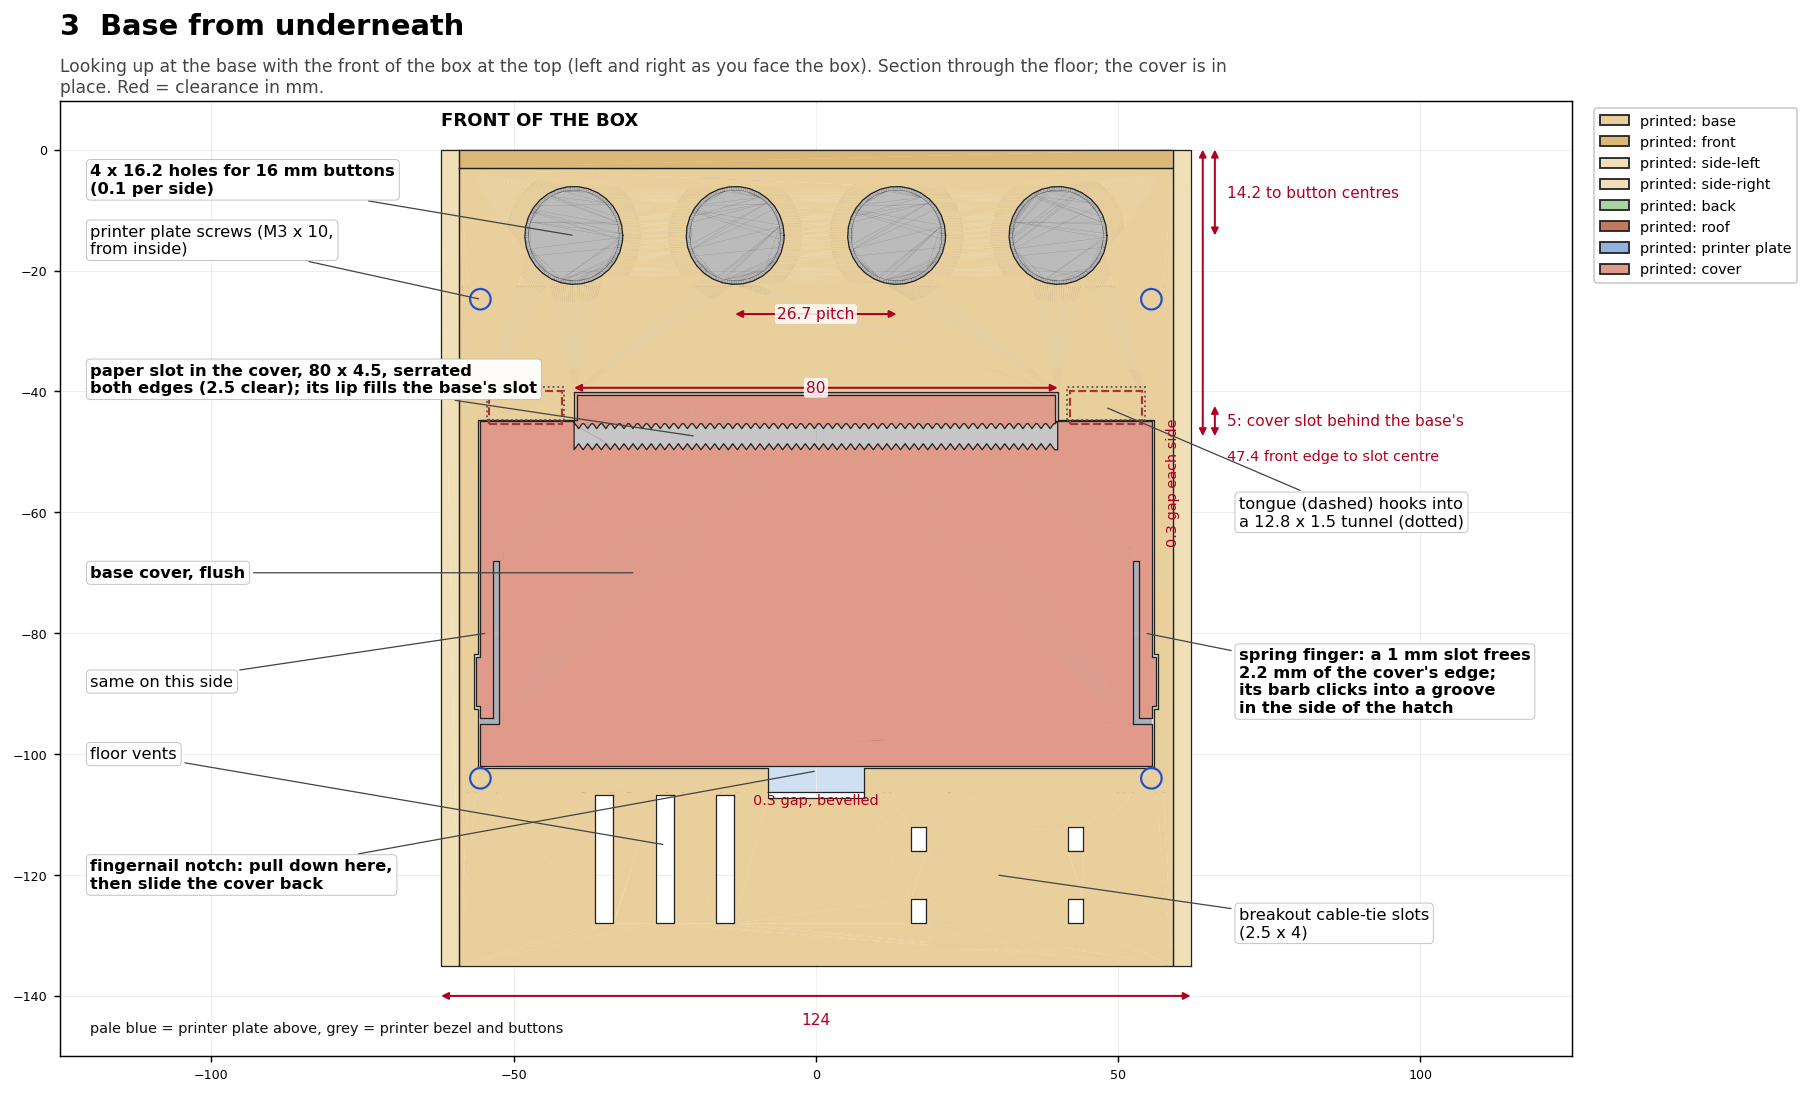 3  Base from underneath
Looking up at the base with the front of the box at the top (left and right as you face the box). Section through the floor; the cover is in
place. Red = clearance in mm.
FRONT OF THE BOX
printed: base
printed: front
printed: side-left
printed: side-right
printed: back
printed: roof
printed: printer plate
printed: cover
0
−20
−40
−60
−80
−100
−120
−140
4 x 16.2 holes for 16 mm buttons
(0.1 per side)
printer plate screws (M3 x 10,
from inside)
14.2 to button centres
26.7 pitch
paper slot in the cover, 80 x 4.5, serrated
both edges (2.5 clear); its lip fills the base's slot
80
5: cover slot behind the base's
47.4 front edge to slot centre
0.3 gap each side
tongue (dashed) hooks into
a 12.8 x 1.5 tunnel (dotted)
base cover, flush
same on this side
spring finger: a 1 mm slot frees
2.2 mm of the cover's edge;
its barb clicks into a groove
in the side of the hatch
floor vents
0.3 gap, bevelled
fingernail notch: pull down here,
then slide the cover back
breakout cable-tie slots
(2.5 x 4)
124
pale blue = printer plate above, grey = printer bezel and buttons
−100
−50
0
50
100